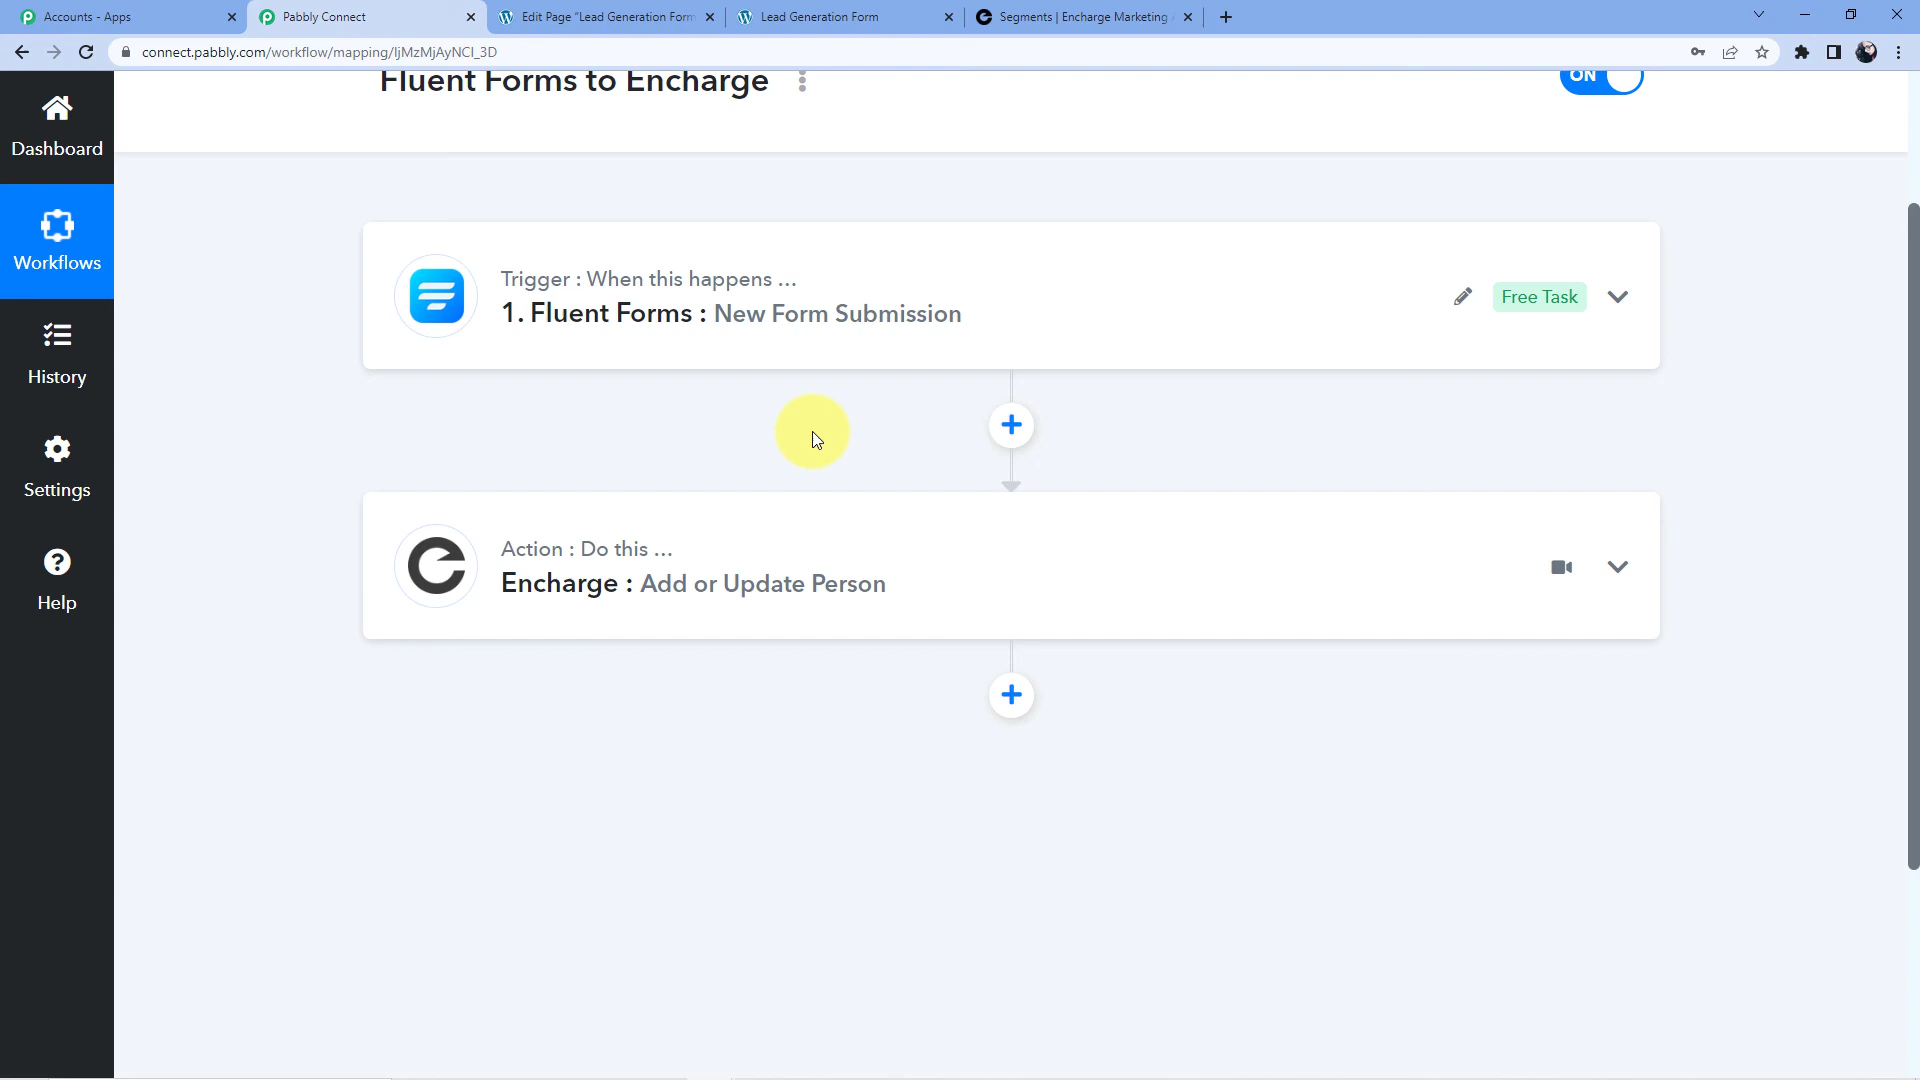 Accounts - Apps
Pabbly Connect
Edit Page "Lead Generation Form
Lead Generation Form
Segments | Encharge Marketing
connect.pabbly.com/workflow/mapping/IjMzMjAyNCI_3D
Fluent Forms to Encharge
ON
Dashboard
Workflows
History
Settings
Help
Trigger : When this happens ...
1. Fluent Forms : New Form Submission
Free Task
Action : Do this ...
Encharge : Add or Update Person